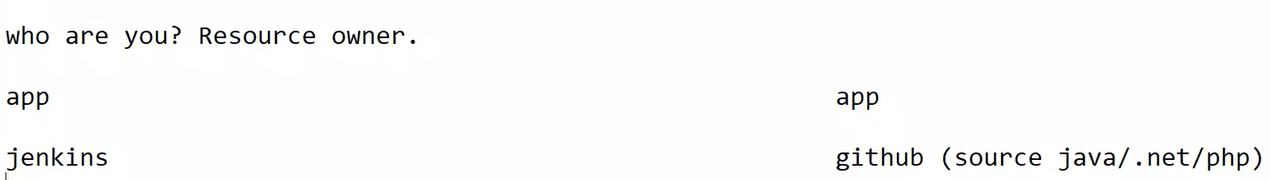 who are you? Resource owner.
app app
jenkins github (source java/.net/php)